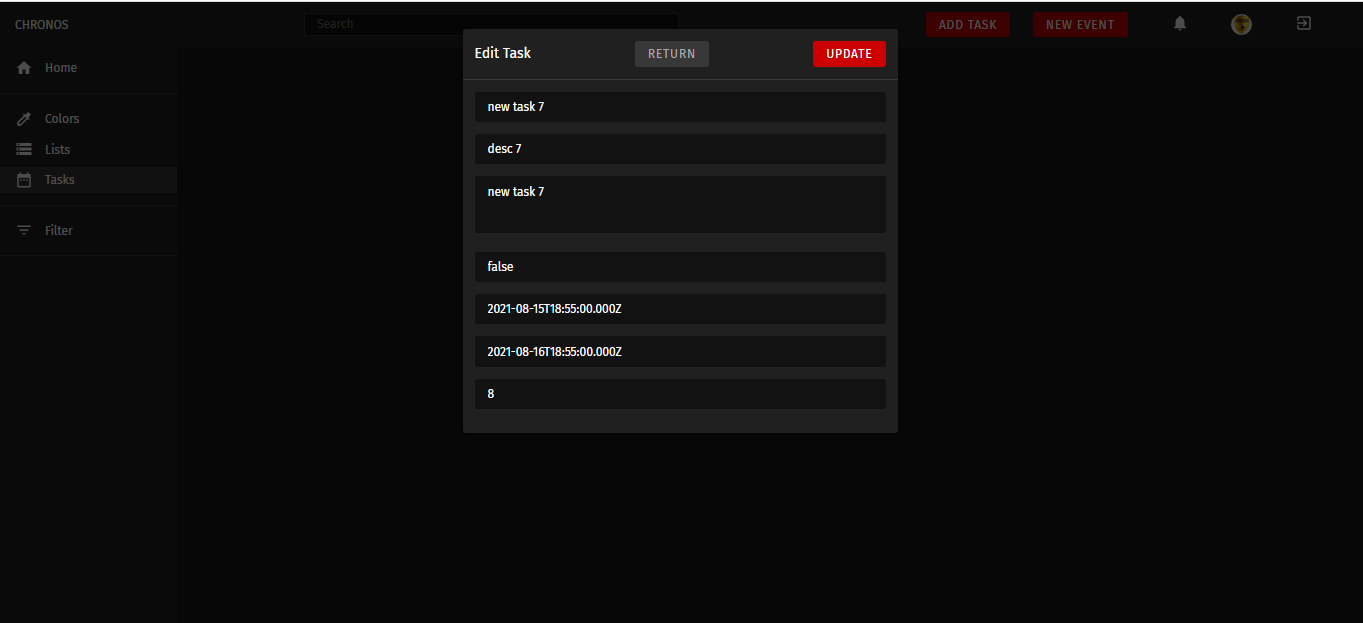 CHRONOS
Search
ADD TASK
NEW EVENT
Home
Colors
Lists
Tasks
Filter
Edit Task
RETURN
UPDATE
new task 7
desc 7
new task 7
false
2021-08-15T18:55:00.000Z
2021-08-16T18:55:00.000Z
8